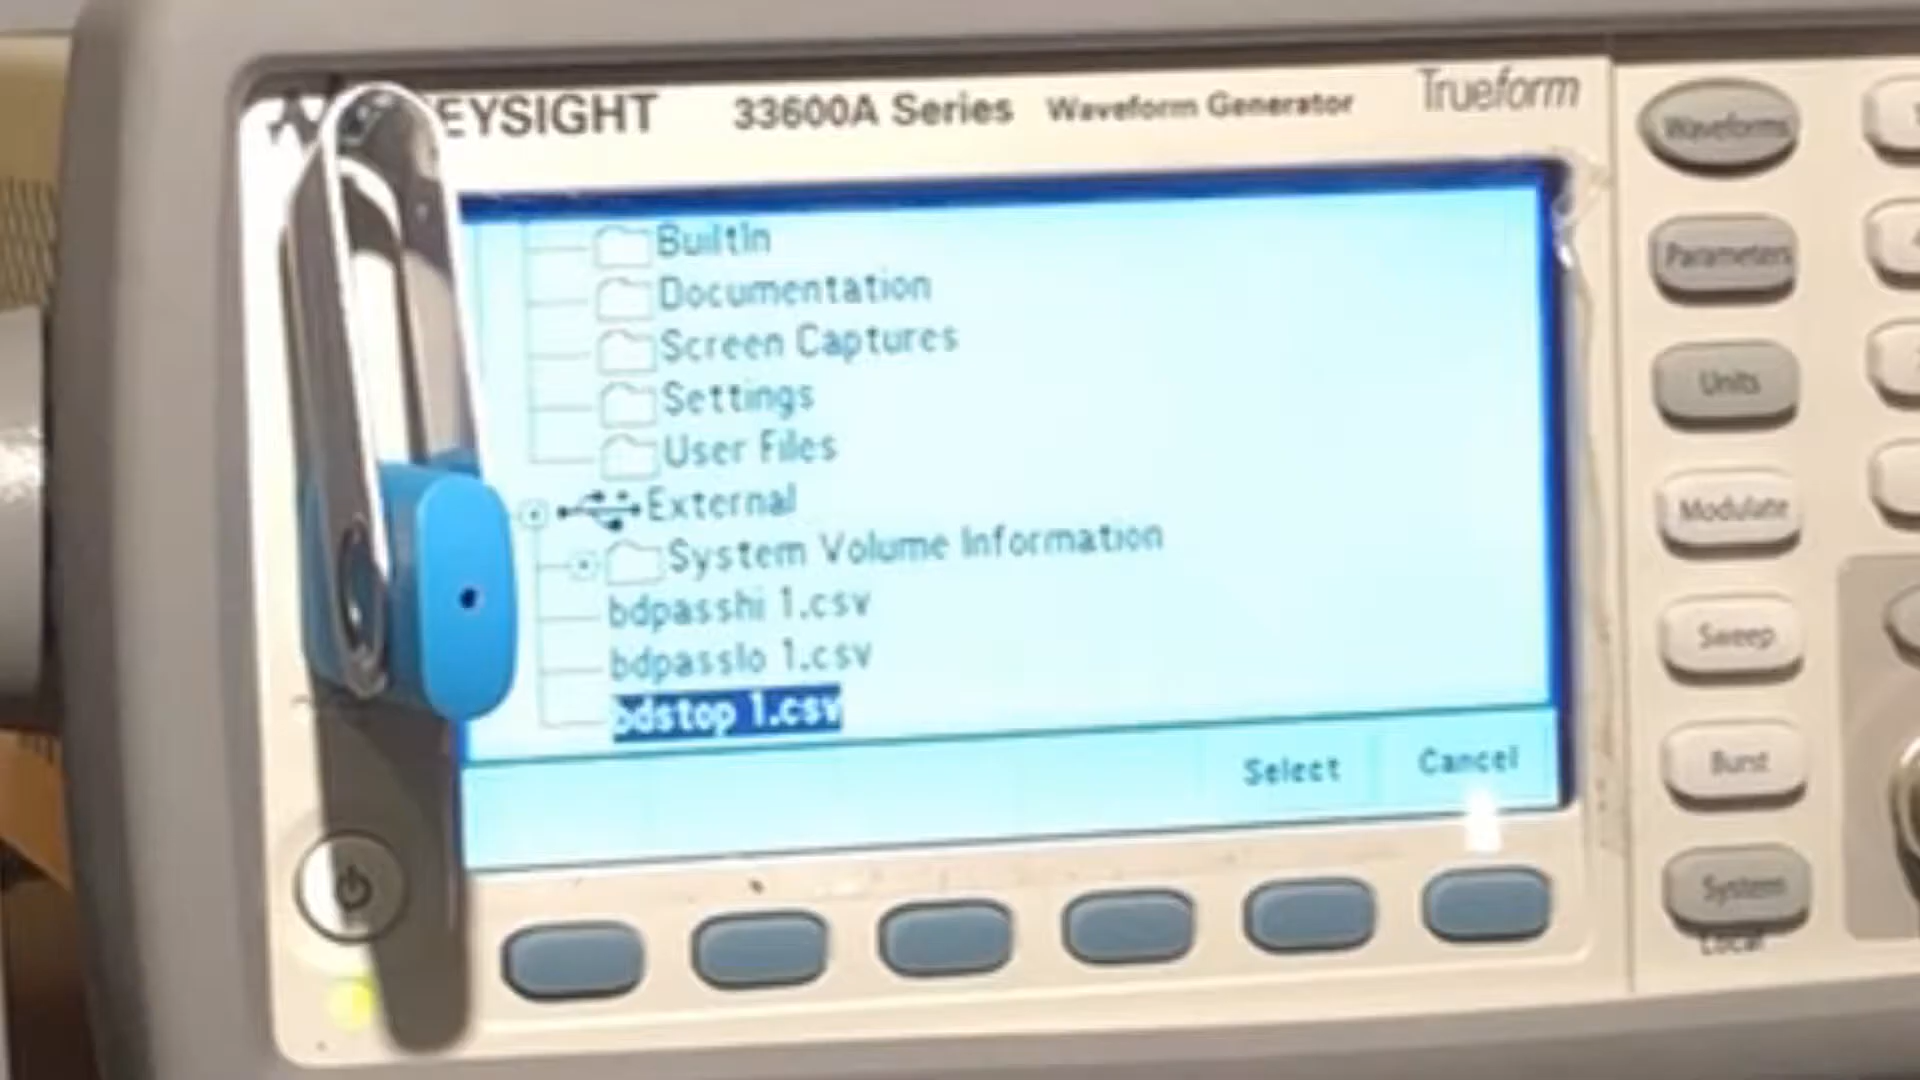 EYSIGHT 33600A Series Waveform Generator Trueform
BuiltIn
Documentation
Screen Captures
Settings
User Files
External
System Volume Information
bdpasshi 1.csv
bdpasslo 1.csv
bdstop 1.csv
Select Cancel
Waveforms
Parameters
Units
Modulate
Sweep
Burst
System
Local